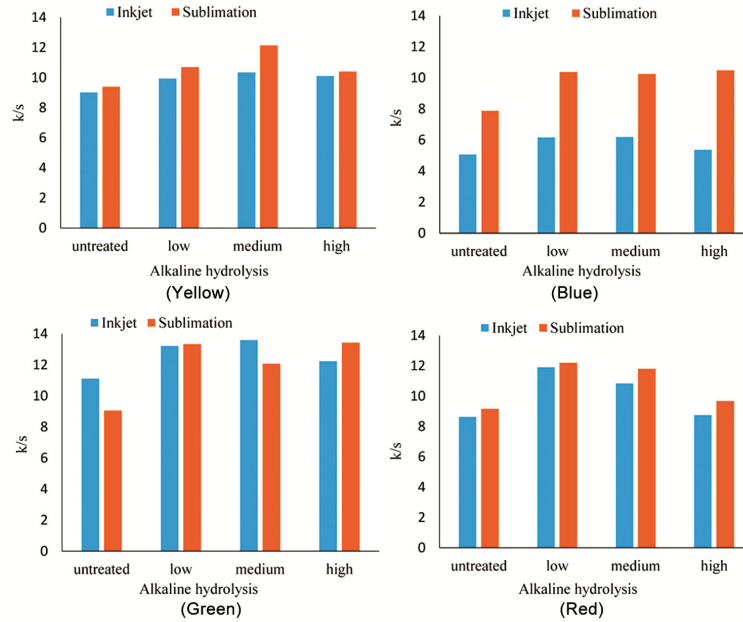 Inkjet Sublimation
14
12
10
8
6
4
2
0
k/s
untreated low medium high
Alkaline hydrolysis
(Yellow)
Inkjet Sublimation
14
12
10
8
6
4
2
0
k/s
untreated low medium high
Alkaline hydrolysis
(Blue)
Inkjet Sublimation
14
12
10
8
6
4
2
0
k/s
untreated low medium high
Alkaline hydrolysis
(Green)
Inkjet Sublimation
14
12
10
8
6
4
2
0
k/s
untreated low medium high
Alkaline hydrolysis
(Red)